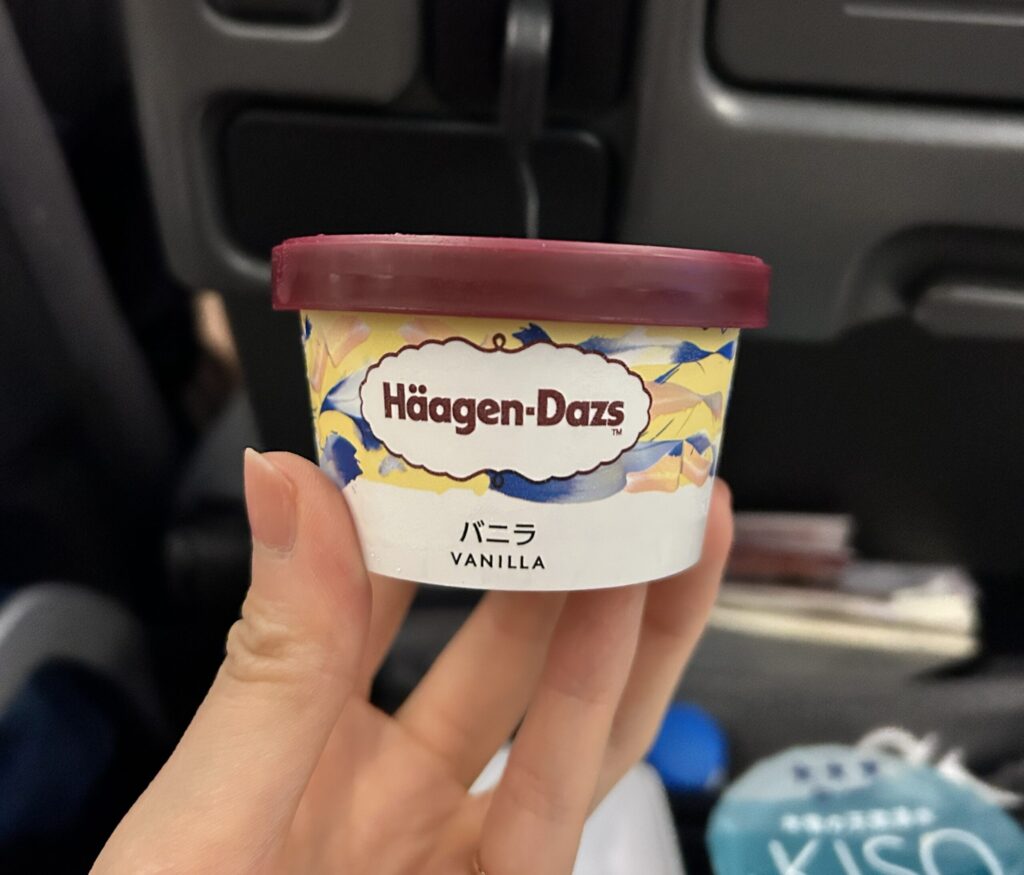 Häagen-Dazs
TM
バニラ
VANILLA
KISO